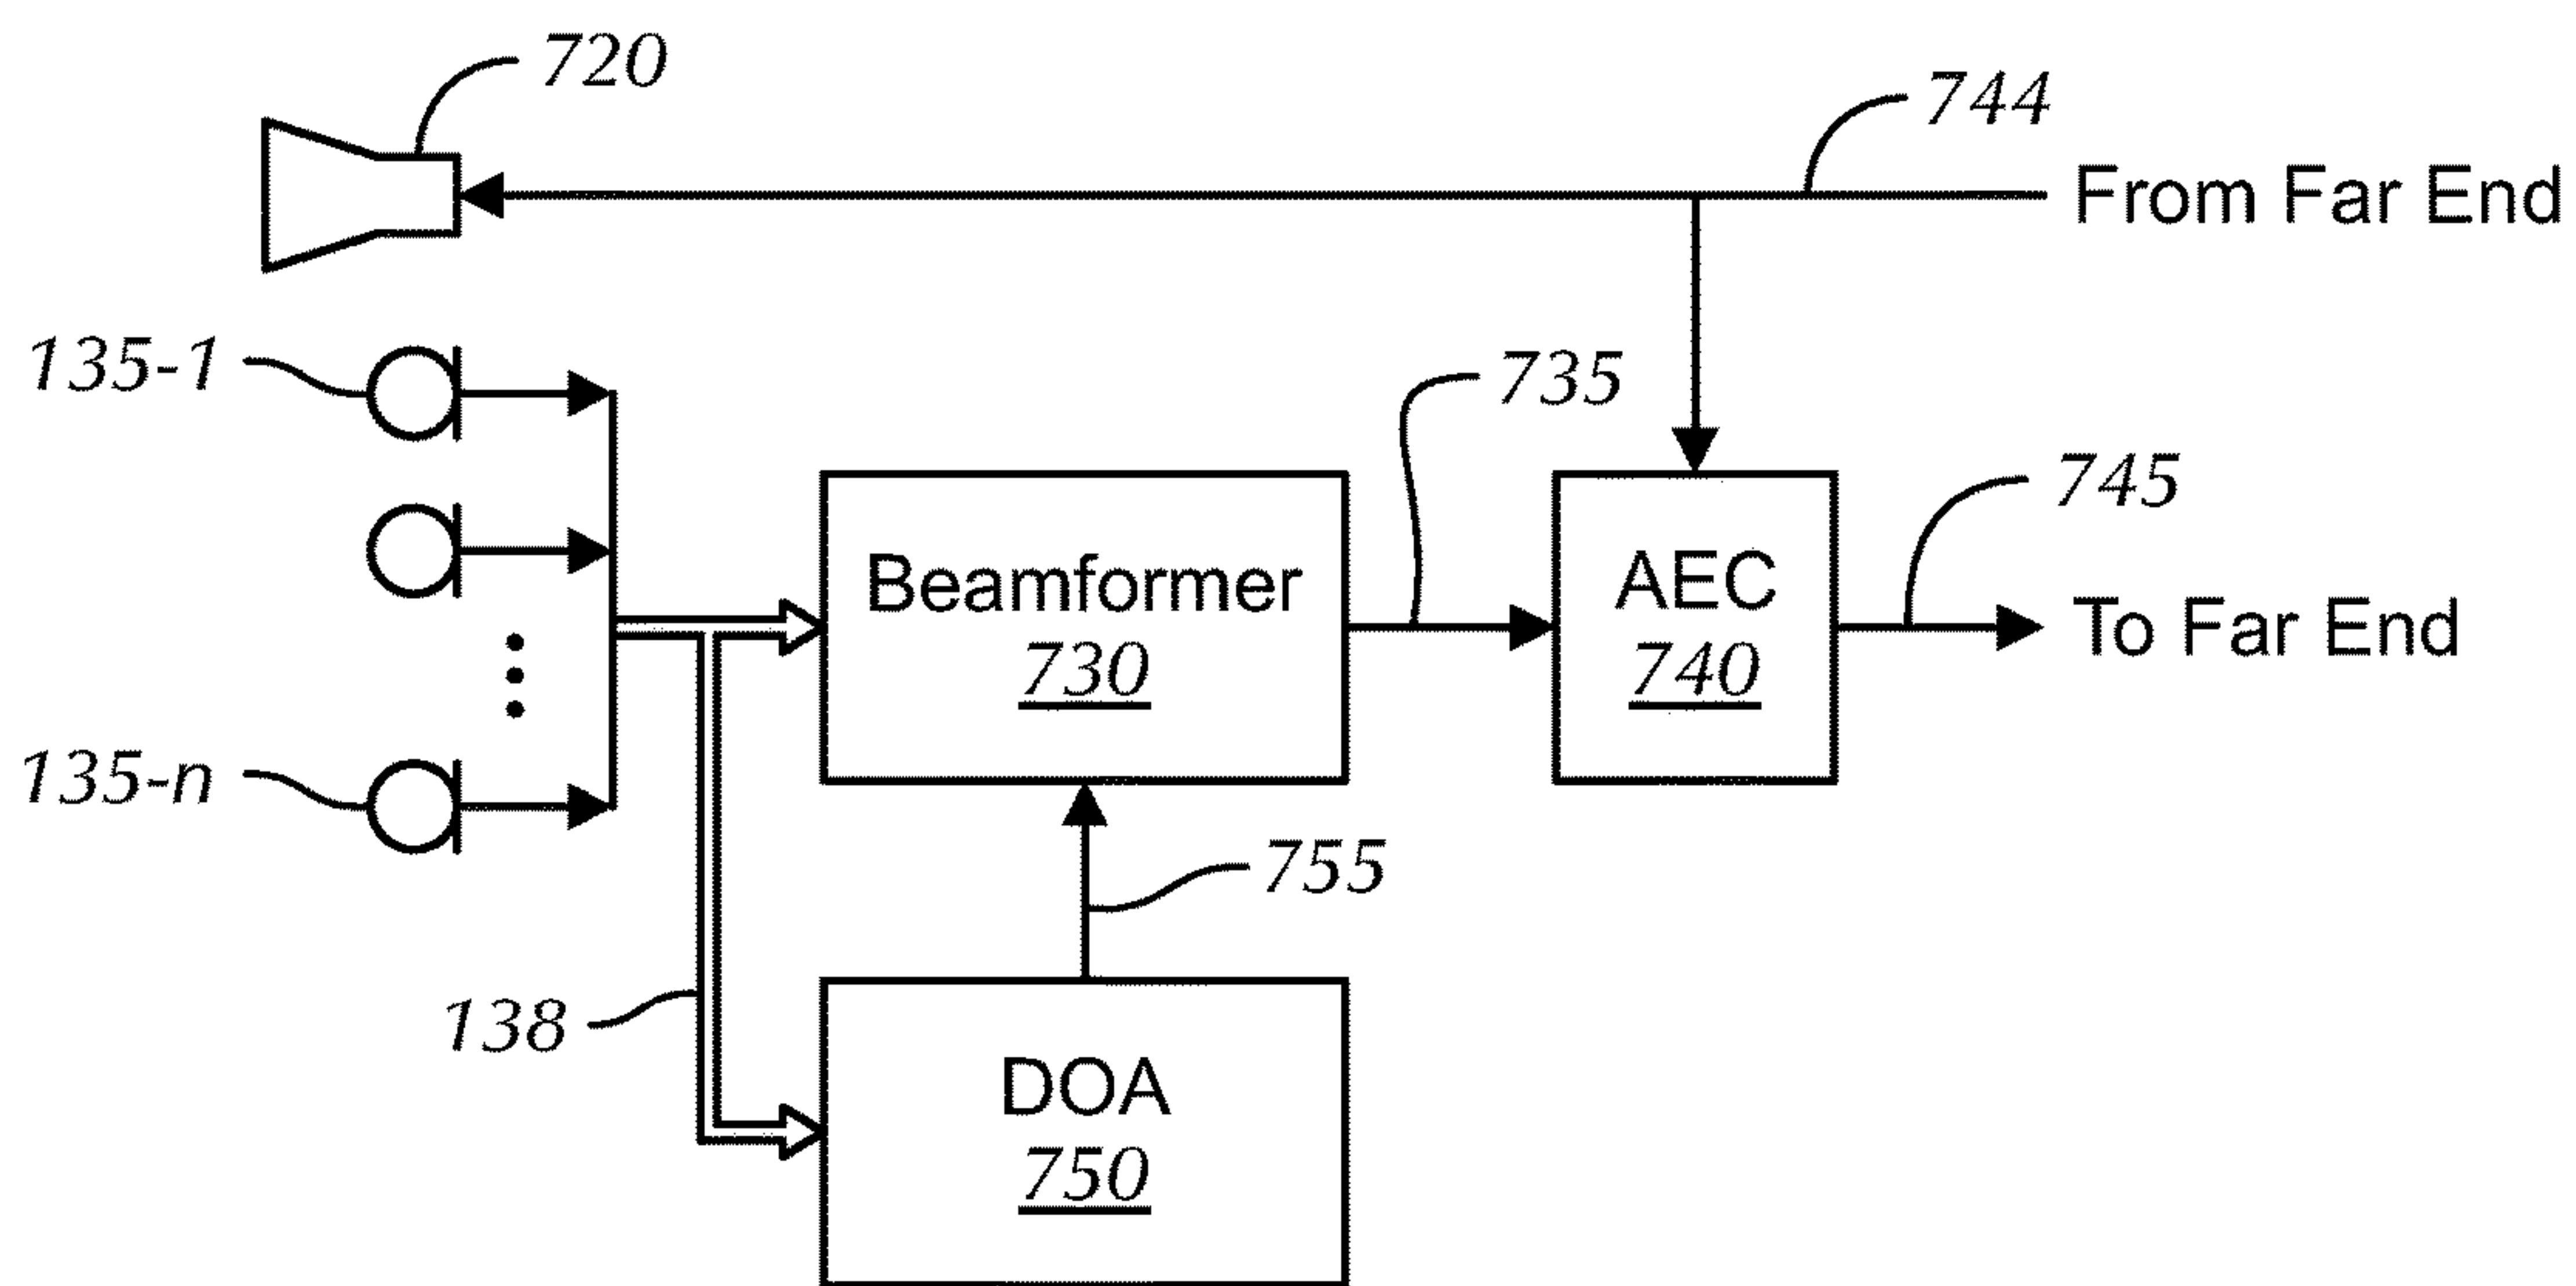 720
744
From Far End
135-1
735
745
Beamformer
730
AEC
740
To Far End
135-n
755
138
DOA
750